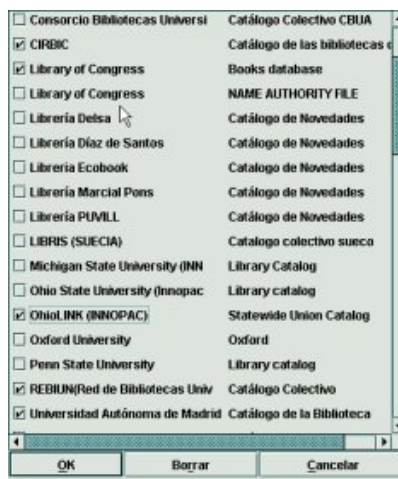 Consorcio Bibliotecas Universi Catálogo Colectivo CBUA
CIRBIC Catálogo de las bibliotecas
Library of Congress Books database
Library of Congress NAME AUTHORITY FILE
Librería Delsa Catálogo de Novedades
Librería Díaz de Santos Catálogo de Novedades
Libreria Ecobook Catalogo de Novedades
Librería Marcial Pons Catálogo de Novedades
Librería PUVILL Catálogo de Novedades
LIBRIS (SUECIA) Catalogo colectivo sueco
Michigan State University (INN Library Catalog
Ohio State University (Innopac Library catalog
OhioLINK (INNOPAC) Statewide Union Catalog
Oxford University Oxford
Penn State University Library catalog
REBIUN(Red de Bibliotecas Univ Catálogo Colectivo
Universidad Autónoma de Madrid Catálogo de la Biblioteca
OK Borrar Cancelar